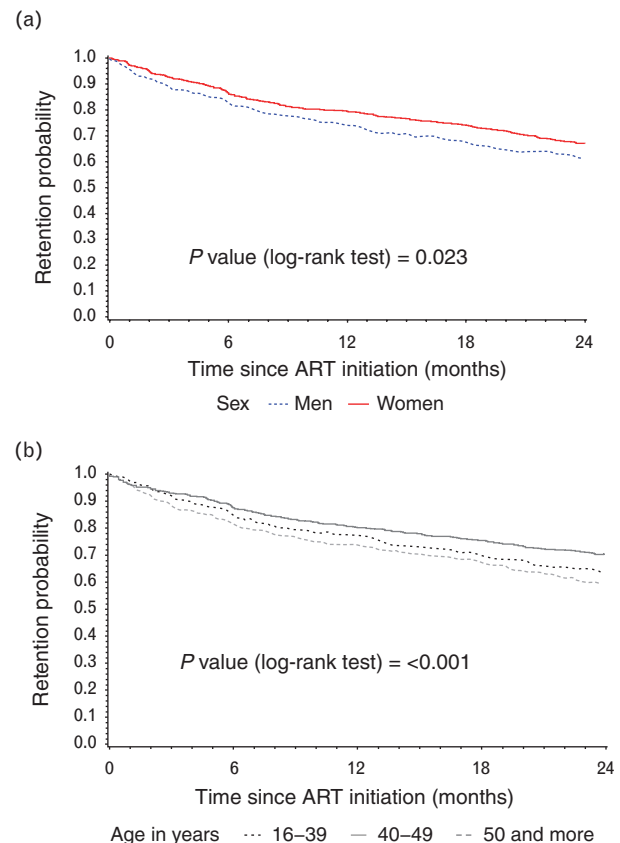 (a)
1.0
0.9
0.8
0.7
0.6
0.5
0.4
0.3
0.2
0.1
0.0
Retention probability
P value (log-rank test) = 0.023
0 6 12 18 24
Time since ART initiation (months)
Sex Men Women
(b)
1.0
0.9
0.8
0.7
0.6
0.5
0.4
0.3
0.2
0.1
0.0
Retention probability
P value (log-rank test) = <0.001
0 6 12 18 24
Time since ART initiation (months)
Age in years 16–39 40–49 50 and more